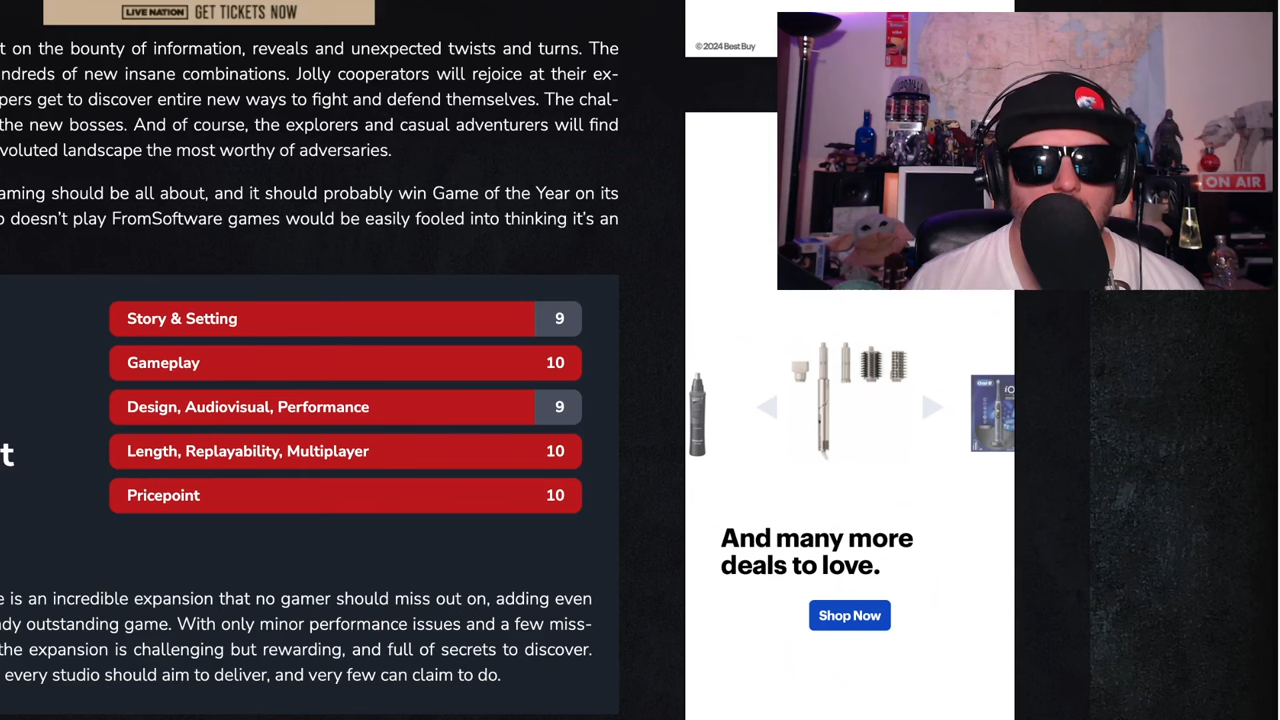 LIVE NATION GET TICKETS NOW
t on the bounty of information, reveals and unexpected twists and turns. The
ndreds of new insane combinations. Jolly cooperators will rejoice at their ex-
pers get to discover entire new ways to fight and defend themselves. The chal-
the new bosses. And of course, the explorers and casual adventurers will find
voluted landscape the most worthy of adversaries.
aming should be all about, and it should probably win Game of the Year on its
o doesn't play FromSoftware games would be easily fooled into thinking it's an
t
Story & Setting 9
Gameplay 10
Design, Audiovisual, Performance 9
Length, Replayability, Multiplayer 10
Pricepoint 10
e is an incredible expansion that no gamer should miss out on, adding even
dy outstanding game. With only minor performance issues and a few miss-
the expansion is challenging but rewarding, and full of secrets to discover.
every studio should aim to deliver, and very few can claim to do.
© 2024 Best Buy
ON AIR
Oral-B iO
And many more
deals to love.
Shop Now